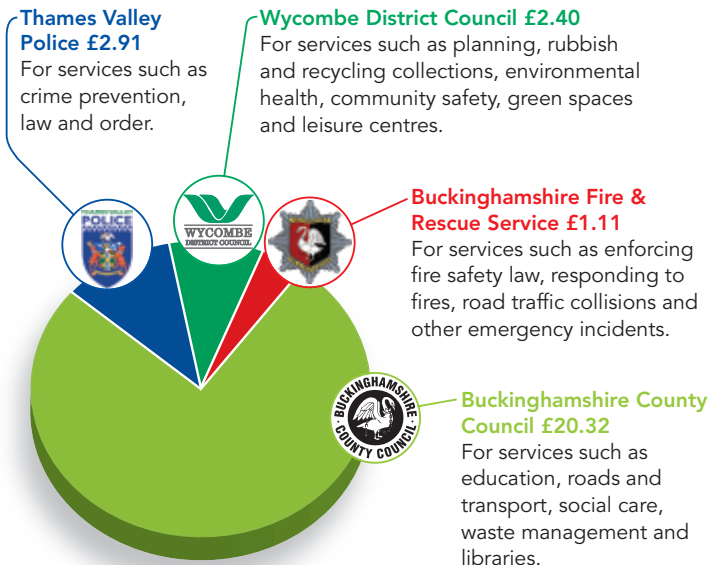 Thames Valley
Police £2.91
For services such as
crime prevention,
law and order.
Wycombe District Council £2.40
For services such as planning, rubbish
and recycling collections, environmental
health, community safety, green spaces
and leisure centres.
THAMES VALLEY
POLICE
WYCOMBE
DISTRICT COUNCIL
Buckinghamshire Fire &
Rescue Service £1.11
For services such as enforcing
fire safety law, responding to
fires, road traffic collisions and
other emergency incidents.
BUCKINGHAMSHIRE
COUNTY COUNCIL
Buckinghamshire County
Council £20.32
For services such as
education, roads and
transport, social care,
waste management and
libraries.